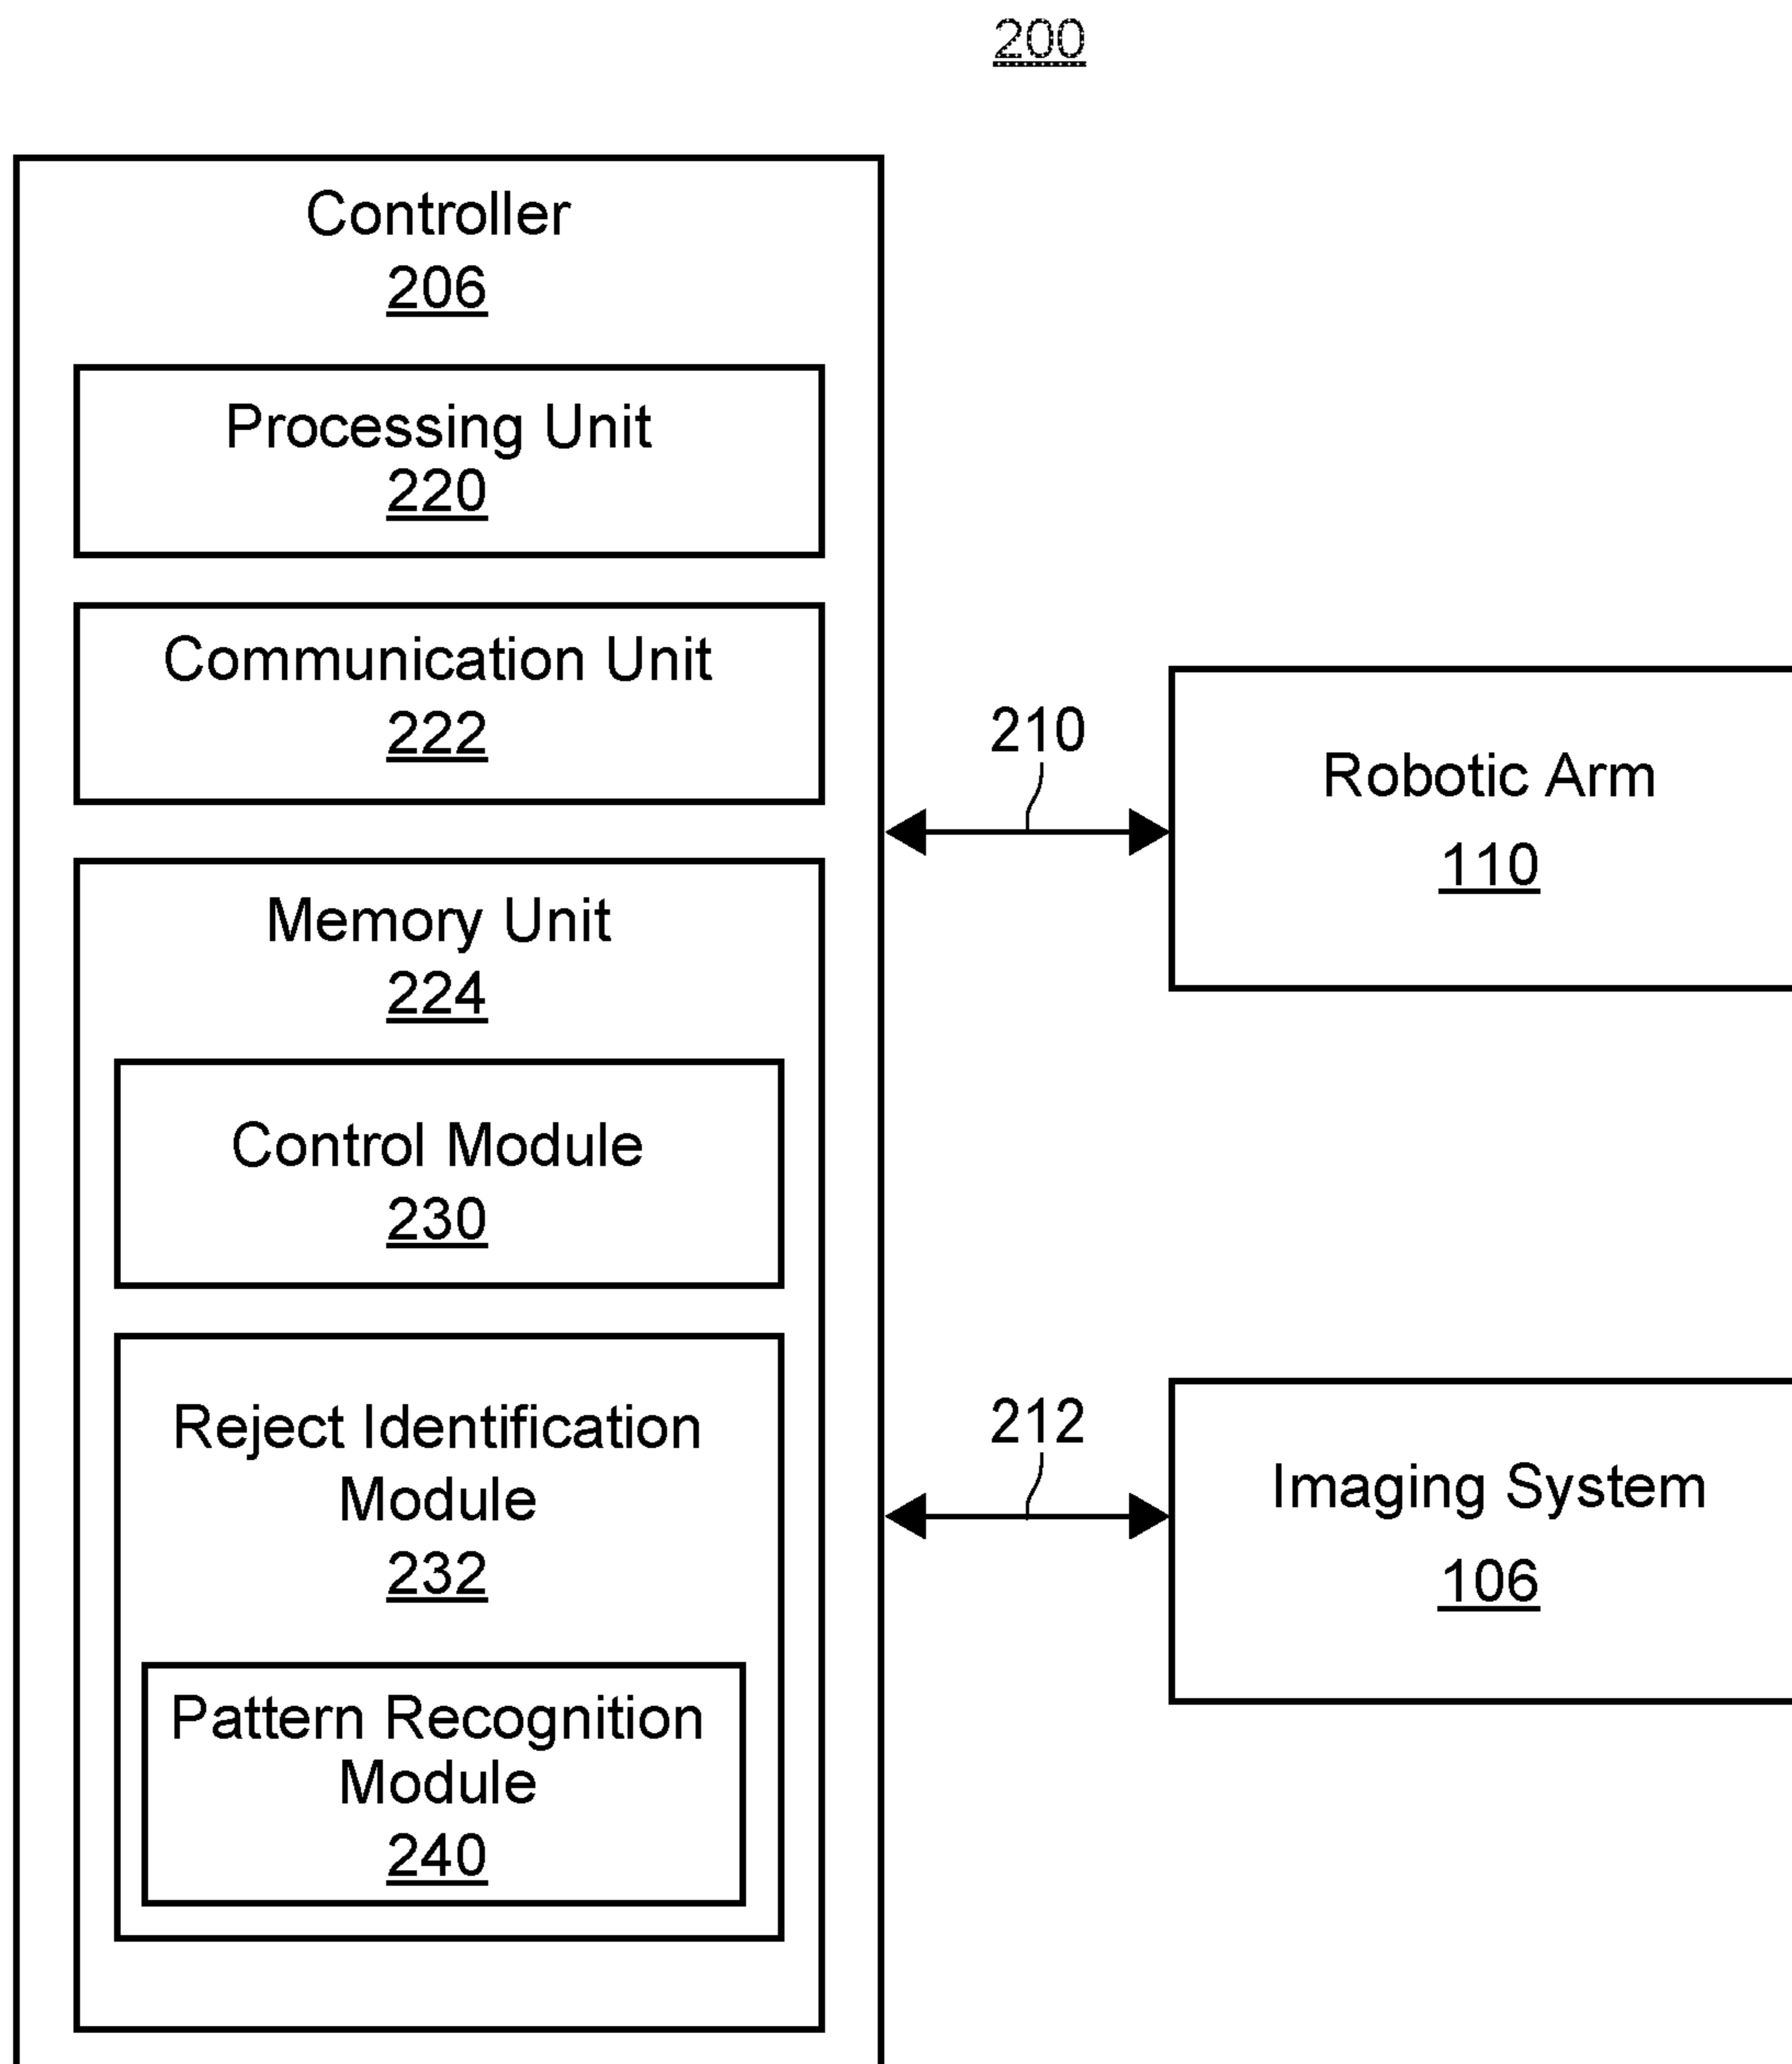 200
Controller
206
Processing Unit
220
Communication Unit
222
Memory Unit
224
Control Module
230
Reject Identification
Module
232
Pattern Recognition
Module
240
210
Robotic Arm
110
212
Imaging System
106